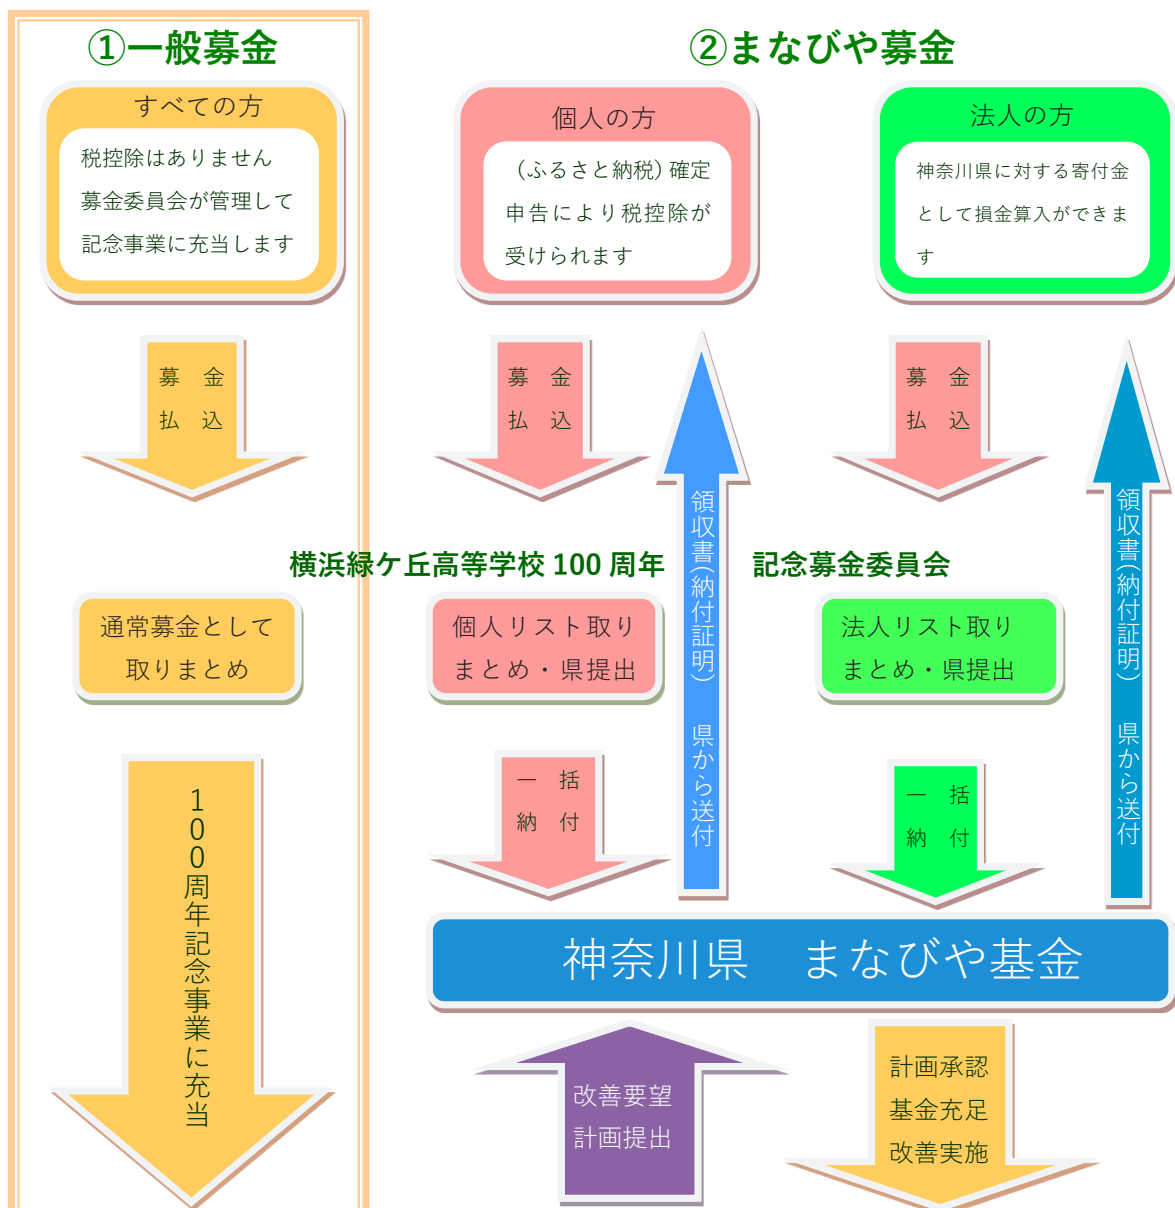 ①一般募金
②まなびや募金
すべての方
税控除はありません
募金委員会が管理して
記念事業に充当します
個人の方
（ふるさと納税）確定
申告により税控除が
受けられます
法人の方
神奈川県に対する寄付金
として損金算入ができま
す
募　金
払　込
募　金
払　込
募　金
払　込
領収書（納付証明）　県から送付
領収書（納付証明）　県から送付
横浜緑ケ丘高等学校 100 周年　　　記念募金委員会
通常募金として
取りまとめ
個人リスト取り
まとめ・県提出
法人リスト取り
まとめ・県提出
100周年記念事業に充当
一　括
納　付
一　括
納　付
神奈川県　まなびや基金
改善要望
計画提出
計画承認
基金充足
改善実施